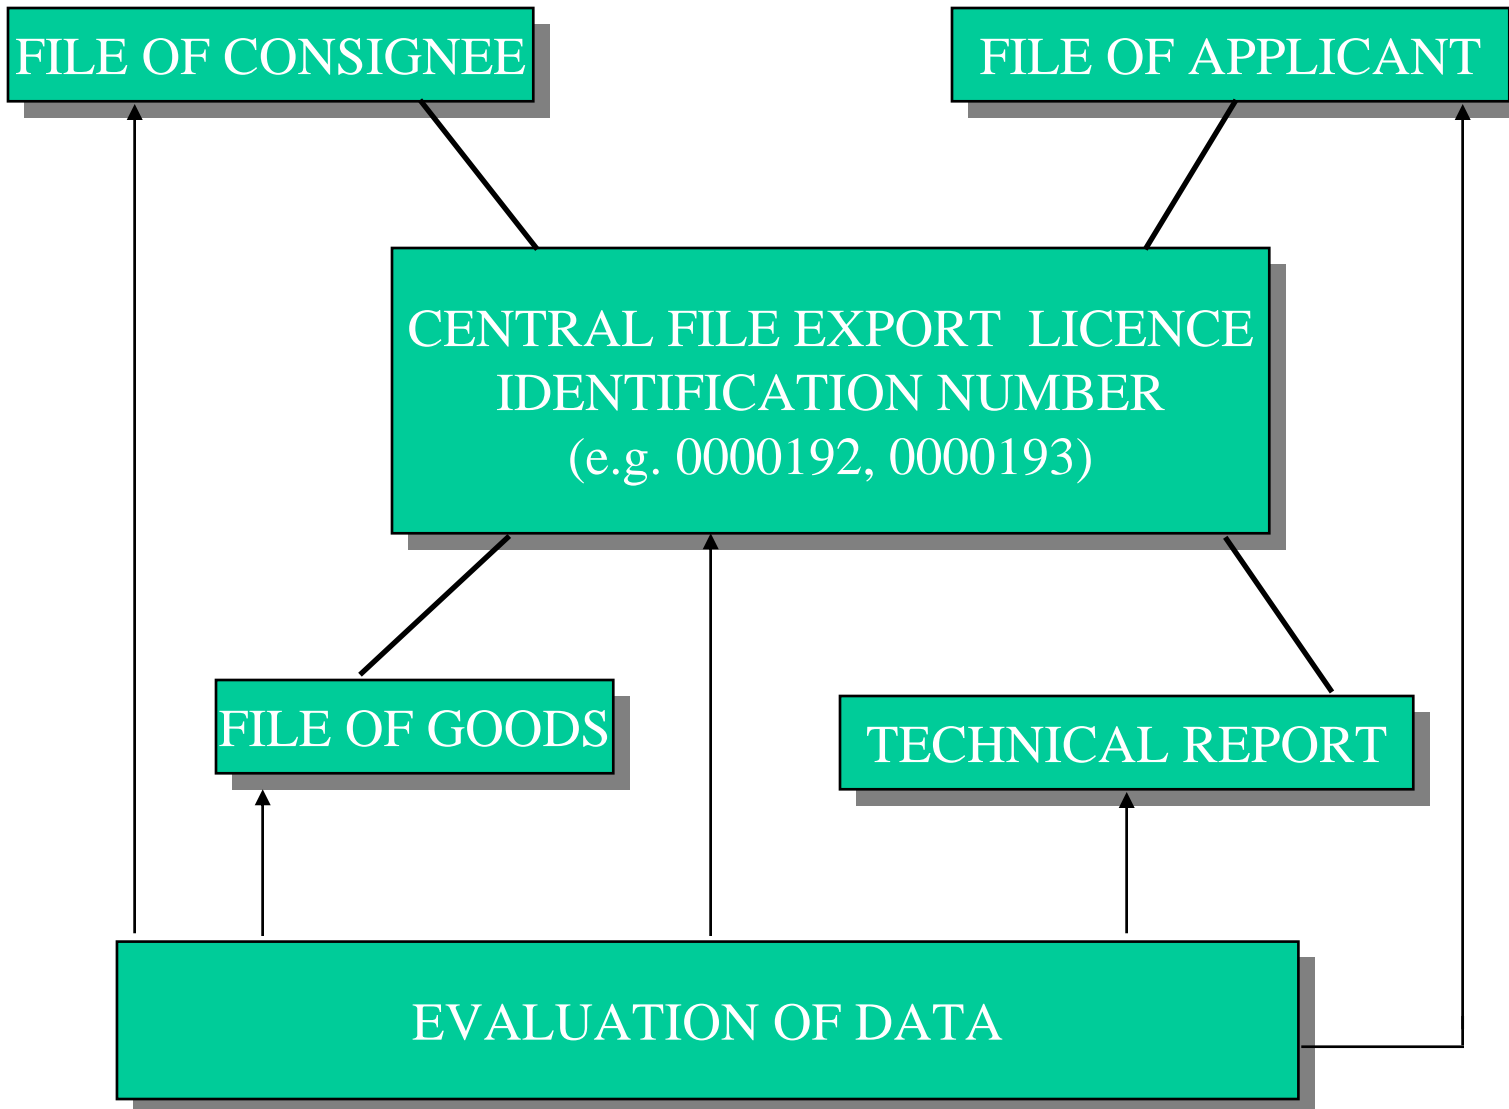 FILE OF CONSIGNEE
FILE OF APPLICANT
CENTRAL FILE EXPORT  LICENCE
IDENTIFICATION NUMBER
(e.g. 0000192, 0000193)
FILE OF GOODS
TECHNICAL REPORT
EVALUATION OF DATA